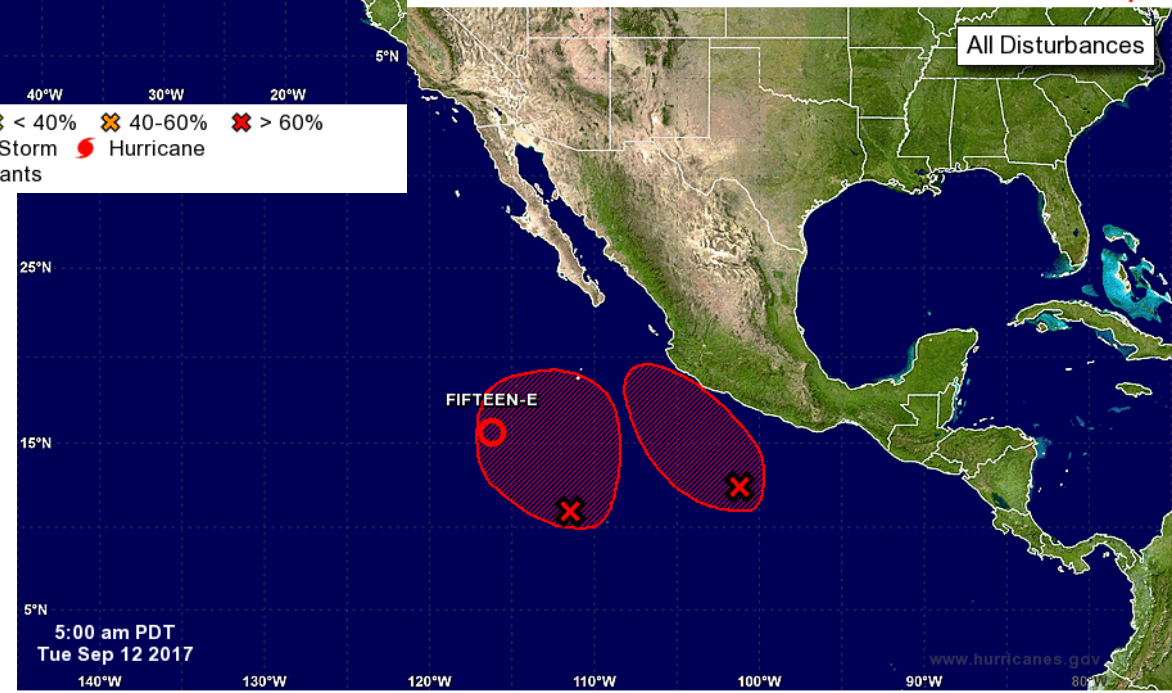 All Disturbances
5°N
40°W 30°W 20°W
< 40% 40-60% > 60%
Storm Hurricane
ants
25°N
FIFTEEN-E
15°N
5°N
5:00 am PDT
Tue Sep 12 2017
www.hurricanes.gov
140°W 130°W 120°W 110°W 100°W 90°W 80°W